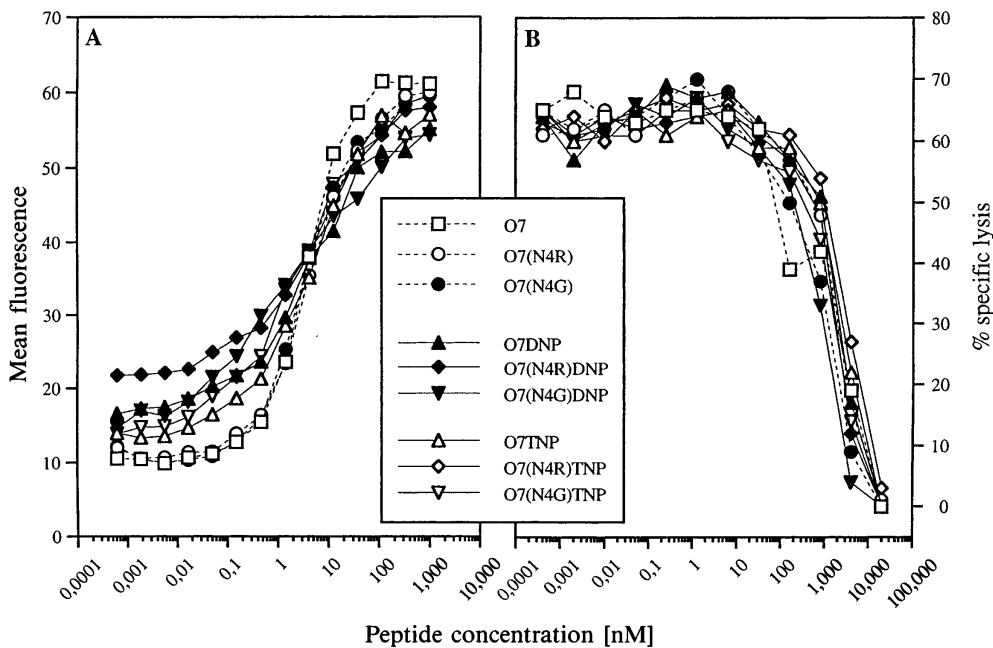 A
B
Mean fluorescence
70
60
50
40
30
20
10
0
0,0001
0,001
0,01
0,1
1
10
100
1,000
10,000
O7
O7(N4R)
O7(N4G)
O7DNP
O7(N4R)DNP
O7(N4G)DNP
O7TNP
O7(N4R)TNP
O7(N4G)TNP
80
70
60
50
40
30
20
10
0
% specific lysis
0,0001
0,001
0,01
0,1
1
10
100
1,000
10,000
100,000
Peptide concentration [nM]